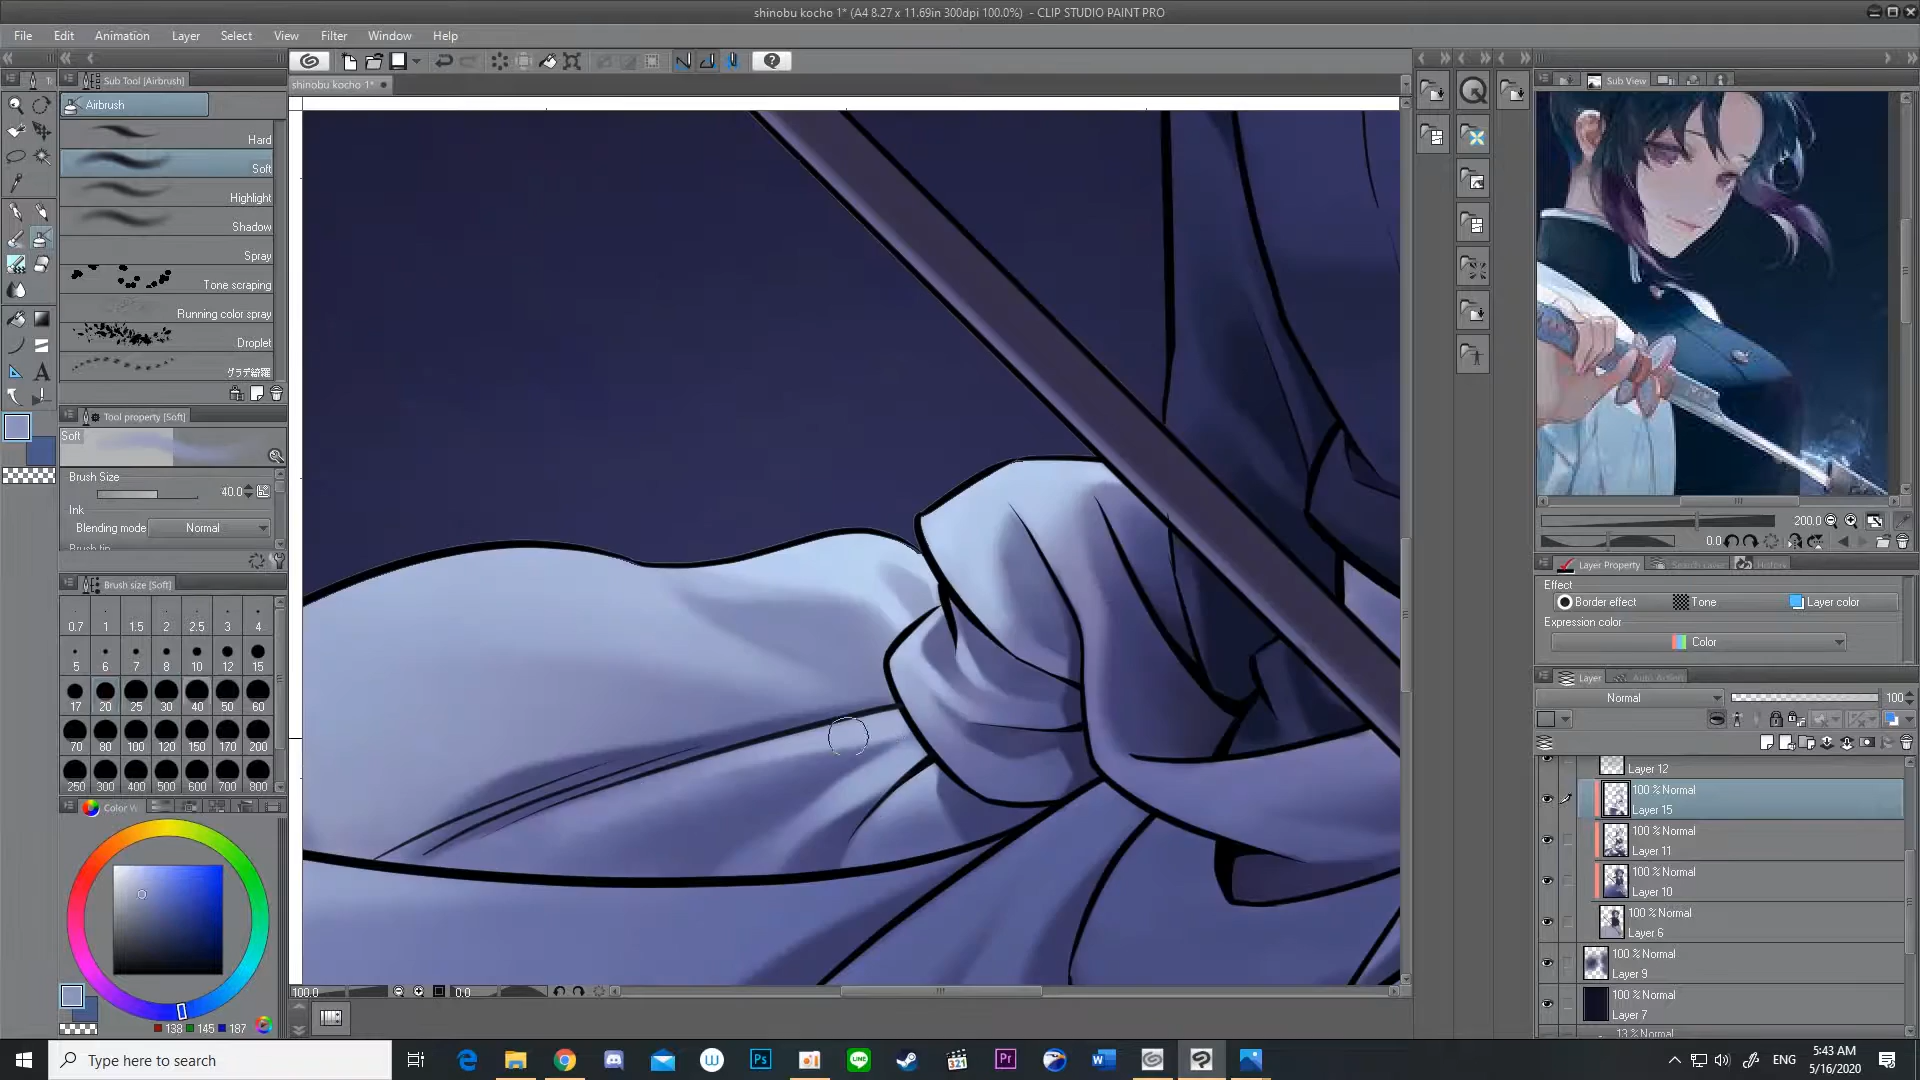 shinobu kocho 1* (A4 8.27 x 11.69in 300dpi 100.0%) - CLIP STUDIO PAINT PRO
File Edit Animation Layer Select View Filter Window Help
Sub Tool [Airbrush]
shinobu kocho 1*
Sub View
Airbrush
Hard
Soft
Highlight
Shadow
Spray
Tone scraping
Running color spray
Droplet
Tool property [Soft]
Soft
Brush Size
40.0
Ink
Blending mode Normal
Brush tip
Brush size [Soft]
0.7 1 1.5 2 2.5 3 4
5 6 7 8 10 12 15
17 20 25 30 40 50 60
70 80 100 120 150 170 200
250 300 400 500 600 700 800
Color W
138 145 187
100.0 0.0
200.0
0.0
Layer Property Search Layer History
Effect
Border effect Tone Layer color
Expression color
Color
Layer Auto Action
Normal 100
Layer 12
100 % Normal
Layer 15
100 % Normal
Layer 11
100 % Normal
Layer 10
100 % Normal
Layer 6
100 % Normal
Layer 9
100 % Normal
Layer 7
13 % Normal
Type here to search
ENG
5:43 AM
5/16/2020